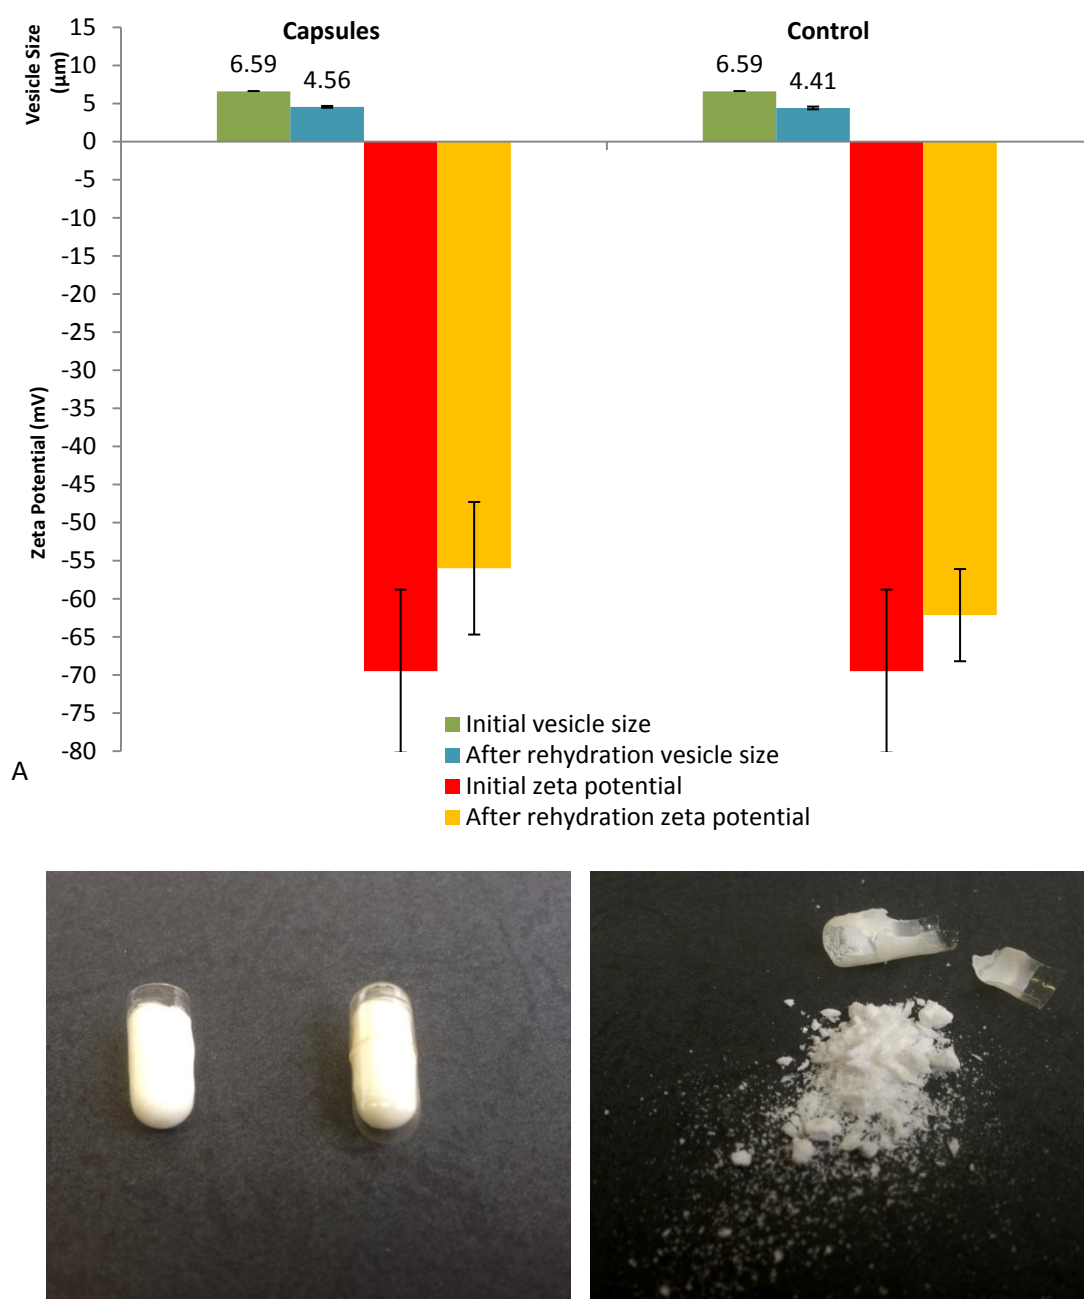 Capsules
Control
Vesicle Size
(μm)
15
10
5
0
-5
-10
-15
-20
-25
-30
-35
-40
-45
-50
-55
-60
-65
-70
-75
-80
Zeta Potential (mV)
6.59
4.56
6.59
4.41
Initial vesicle size
After rehydration vesicle size
Initial zeta potential
After rehydration zeta potential
A